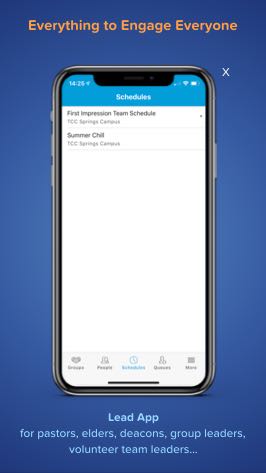 Everything to Engage Everyone
X
14:25
Schedules
First Impression Team Schedule
TCC Springs Campus
Summer Chill
TCC Springs Campus
Groups People Schedules Queues More
Lead App
for pastors, elders, deacons, group leaders,
volunteer team leaders...